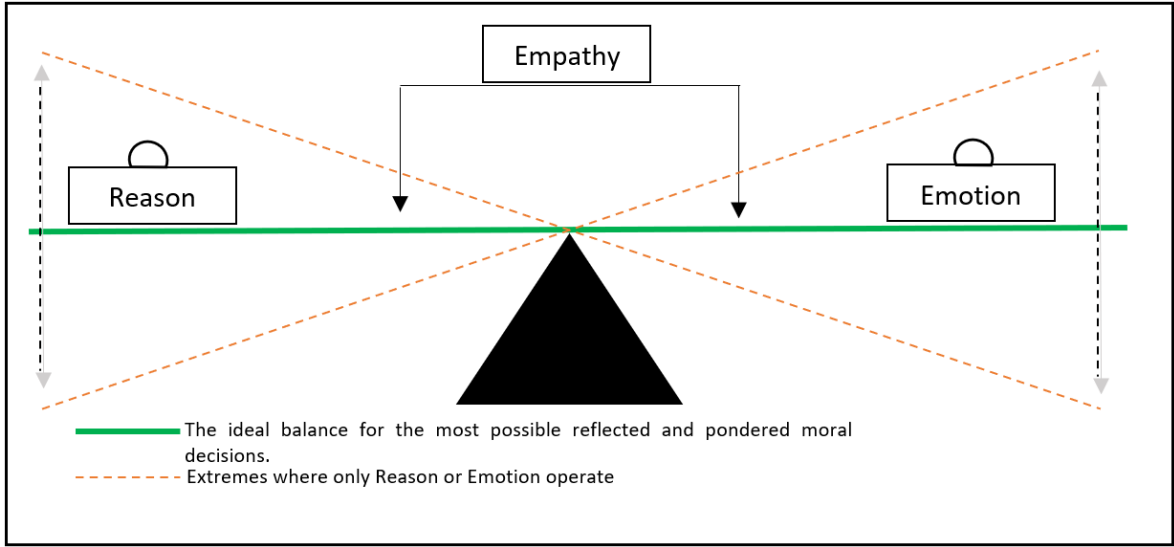 Empathy
Reason
Emotion
The ideal balance for the most possible reflected and pondered moral
decisions.
Extremes where only Reason or Emotion operate